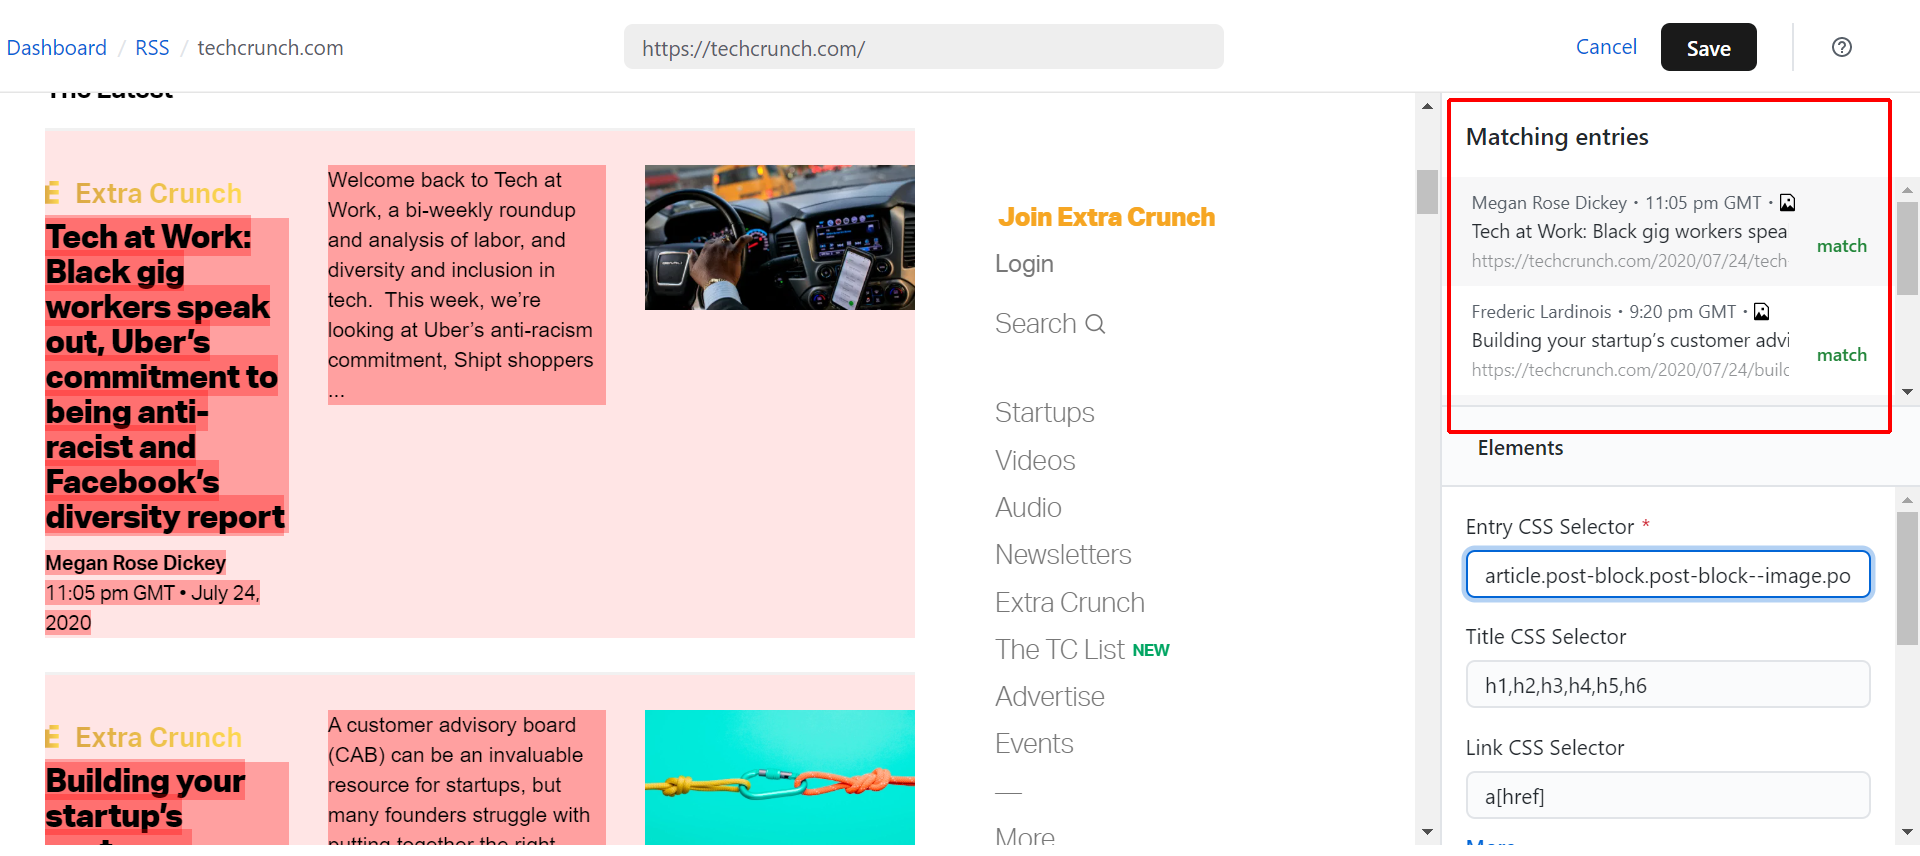 Dashboard / RSS / techcrunch.com
https://techcrunch.com/
Cancel
Save
The Latest
Extra Crunch
Tech at Work:
Black gig
workers speak
out, Uber’s
commitment to
being anti-
racist and
Facebook’s
diversity report
Megan Rose Dickey
11:05 pm GMT • July 24,
2020
Welcome back to Tech at
Work, a bi-weekly roundup
and analysis of labor, and
diversity and inclusion in
tech.  This week, we’re
looking at Uber’s anti-racism
commitment, Shipt shoppers
...
Extra Crunch
Building your
startup’s
A customer advisory board
(CAB) can be an invaluable
resource for startups, but
many founders struggle with
putting together the right
Join Extra Crunch
Login
Search
Startups
Videos
Audio
Newsletters
Extra Crunch
The TC List NEW
Advertise
Events
—
More
Matching entries
Megan Rose Dickey • 11:05 pm GMT •
Tech at Work: Black gig workers spea
https://techcrunch.com/2020/07/24/tech
match
Frederic Lardinois • 9:20 pm GMT •
Building your startup’s customer advi
https://techcrunch.com/2020/07/24/builc
match
Elements
Entry CSS Selector *
article.post-block.post-block--image.po
Title CSS Selector
h1,h2,h3,h4,h5,h6
Link CSS Selector
a[href]
More